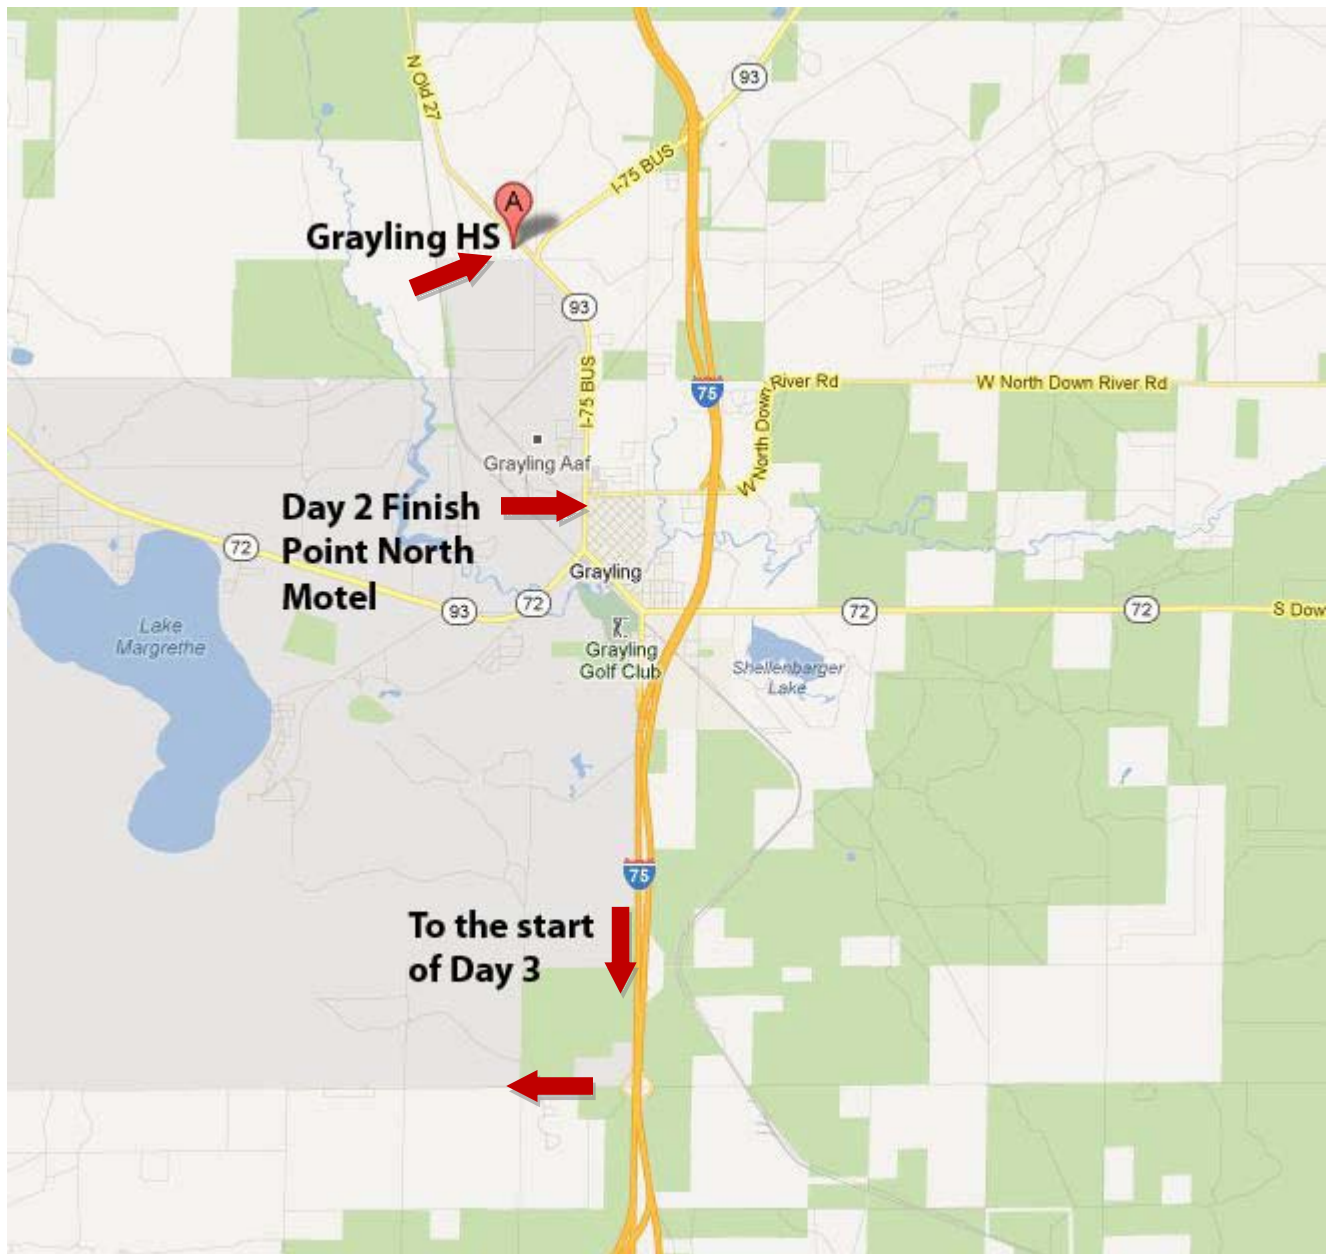 93
N Old 27
I-75 BUS
A
Grayling HS
93
I-75 BUS
75
River Rd
W North Down River Rd
W North Down
Grayling Aaf
Day 2 Finish
Point North
Motel
72
Grayling
93
72
72
72
S Dow
Lake
Margrethe
Grayling
Golf Club
Shellenbarger
Lake
75
To the start
of Day 3